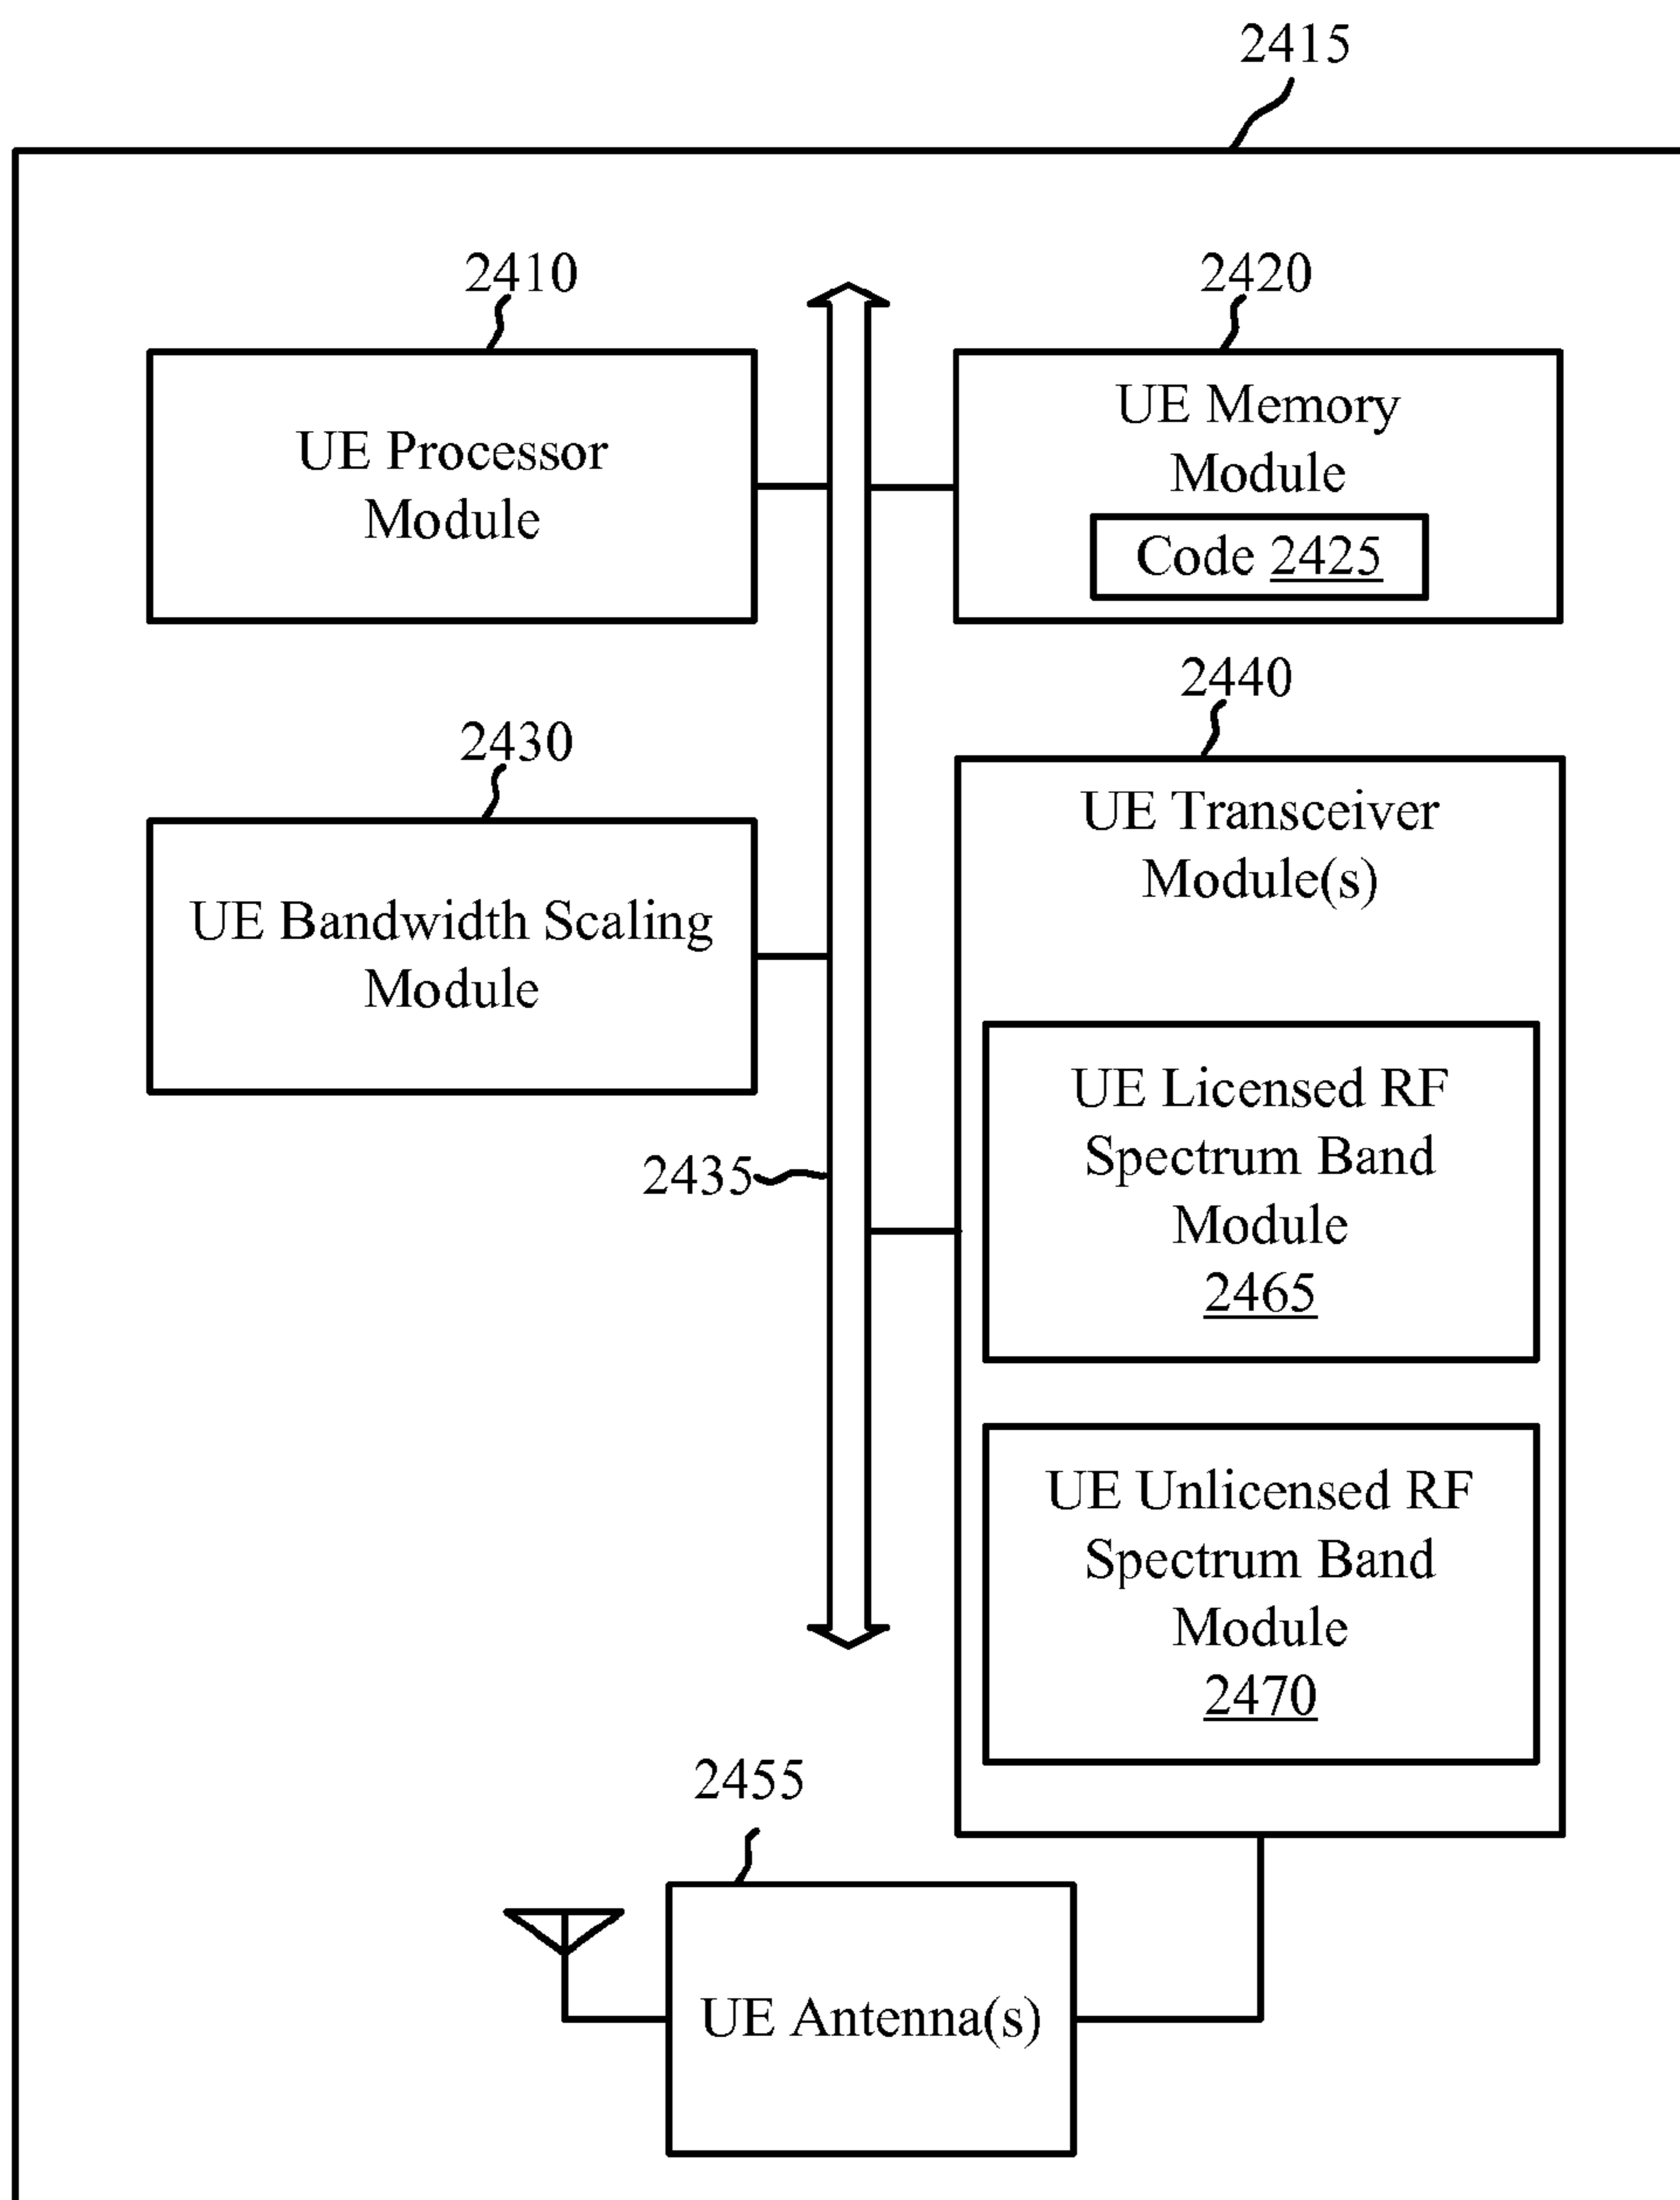 2415
2410
2420
UE Processor
Module
UE Memory
Module
Code 2425
2440
2430
UE Transceiver
Module(s)
UE Bandwidth Scaling
Module
UE Licensed RF
Spectrum Band
Module
2465
2435
UE Unlicensed RF
Spectrum Band
Module
2470
2455
UE Antenna(s)